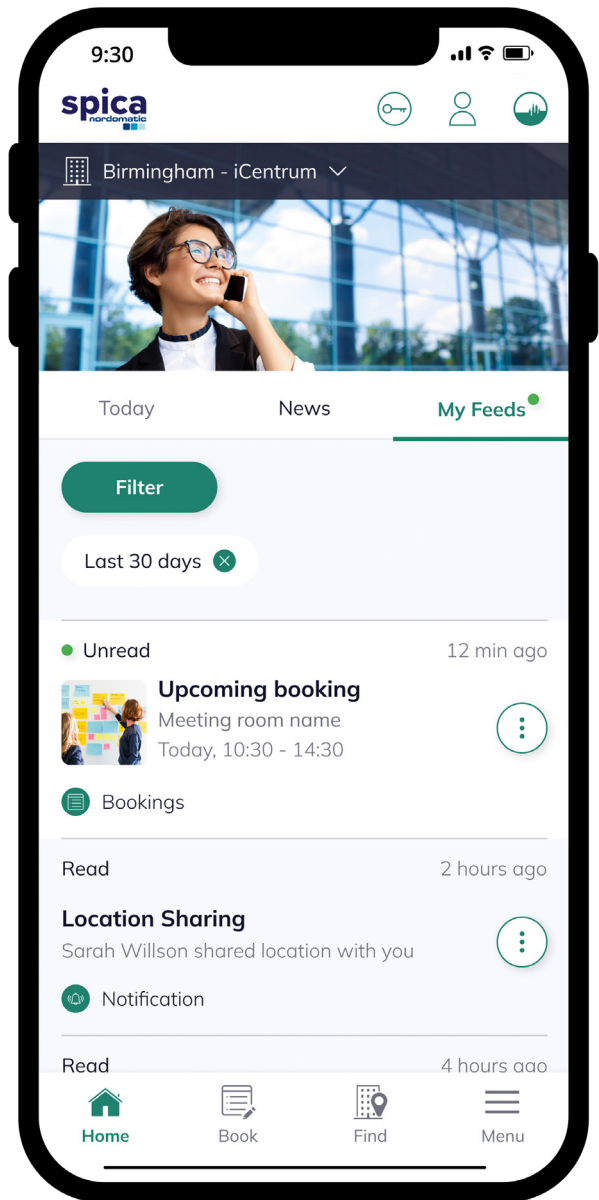 9:30
spica
nordomatic
Birmingham - iCentrum
Today News My Feeds
Filter
Last 30 days
Unread 12 min ago
Upcoming booking
Meeting room name
Today, 10:30 - 14:30
Bookings
Read 2 hours ago
Location Sharing
Sarah Willson shared location with you
Notification
Read 4 hours ago
Home Book Find Menu